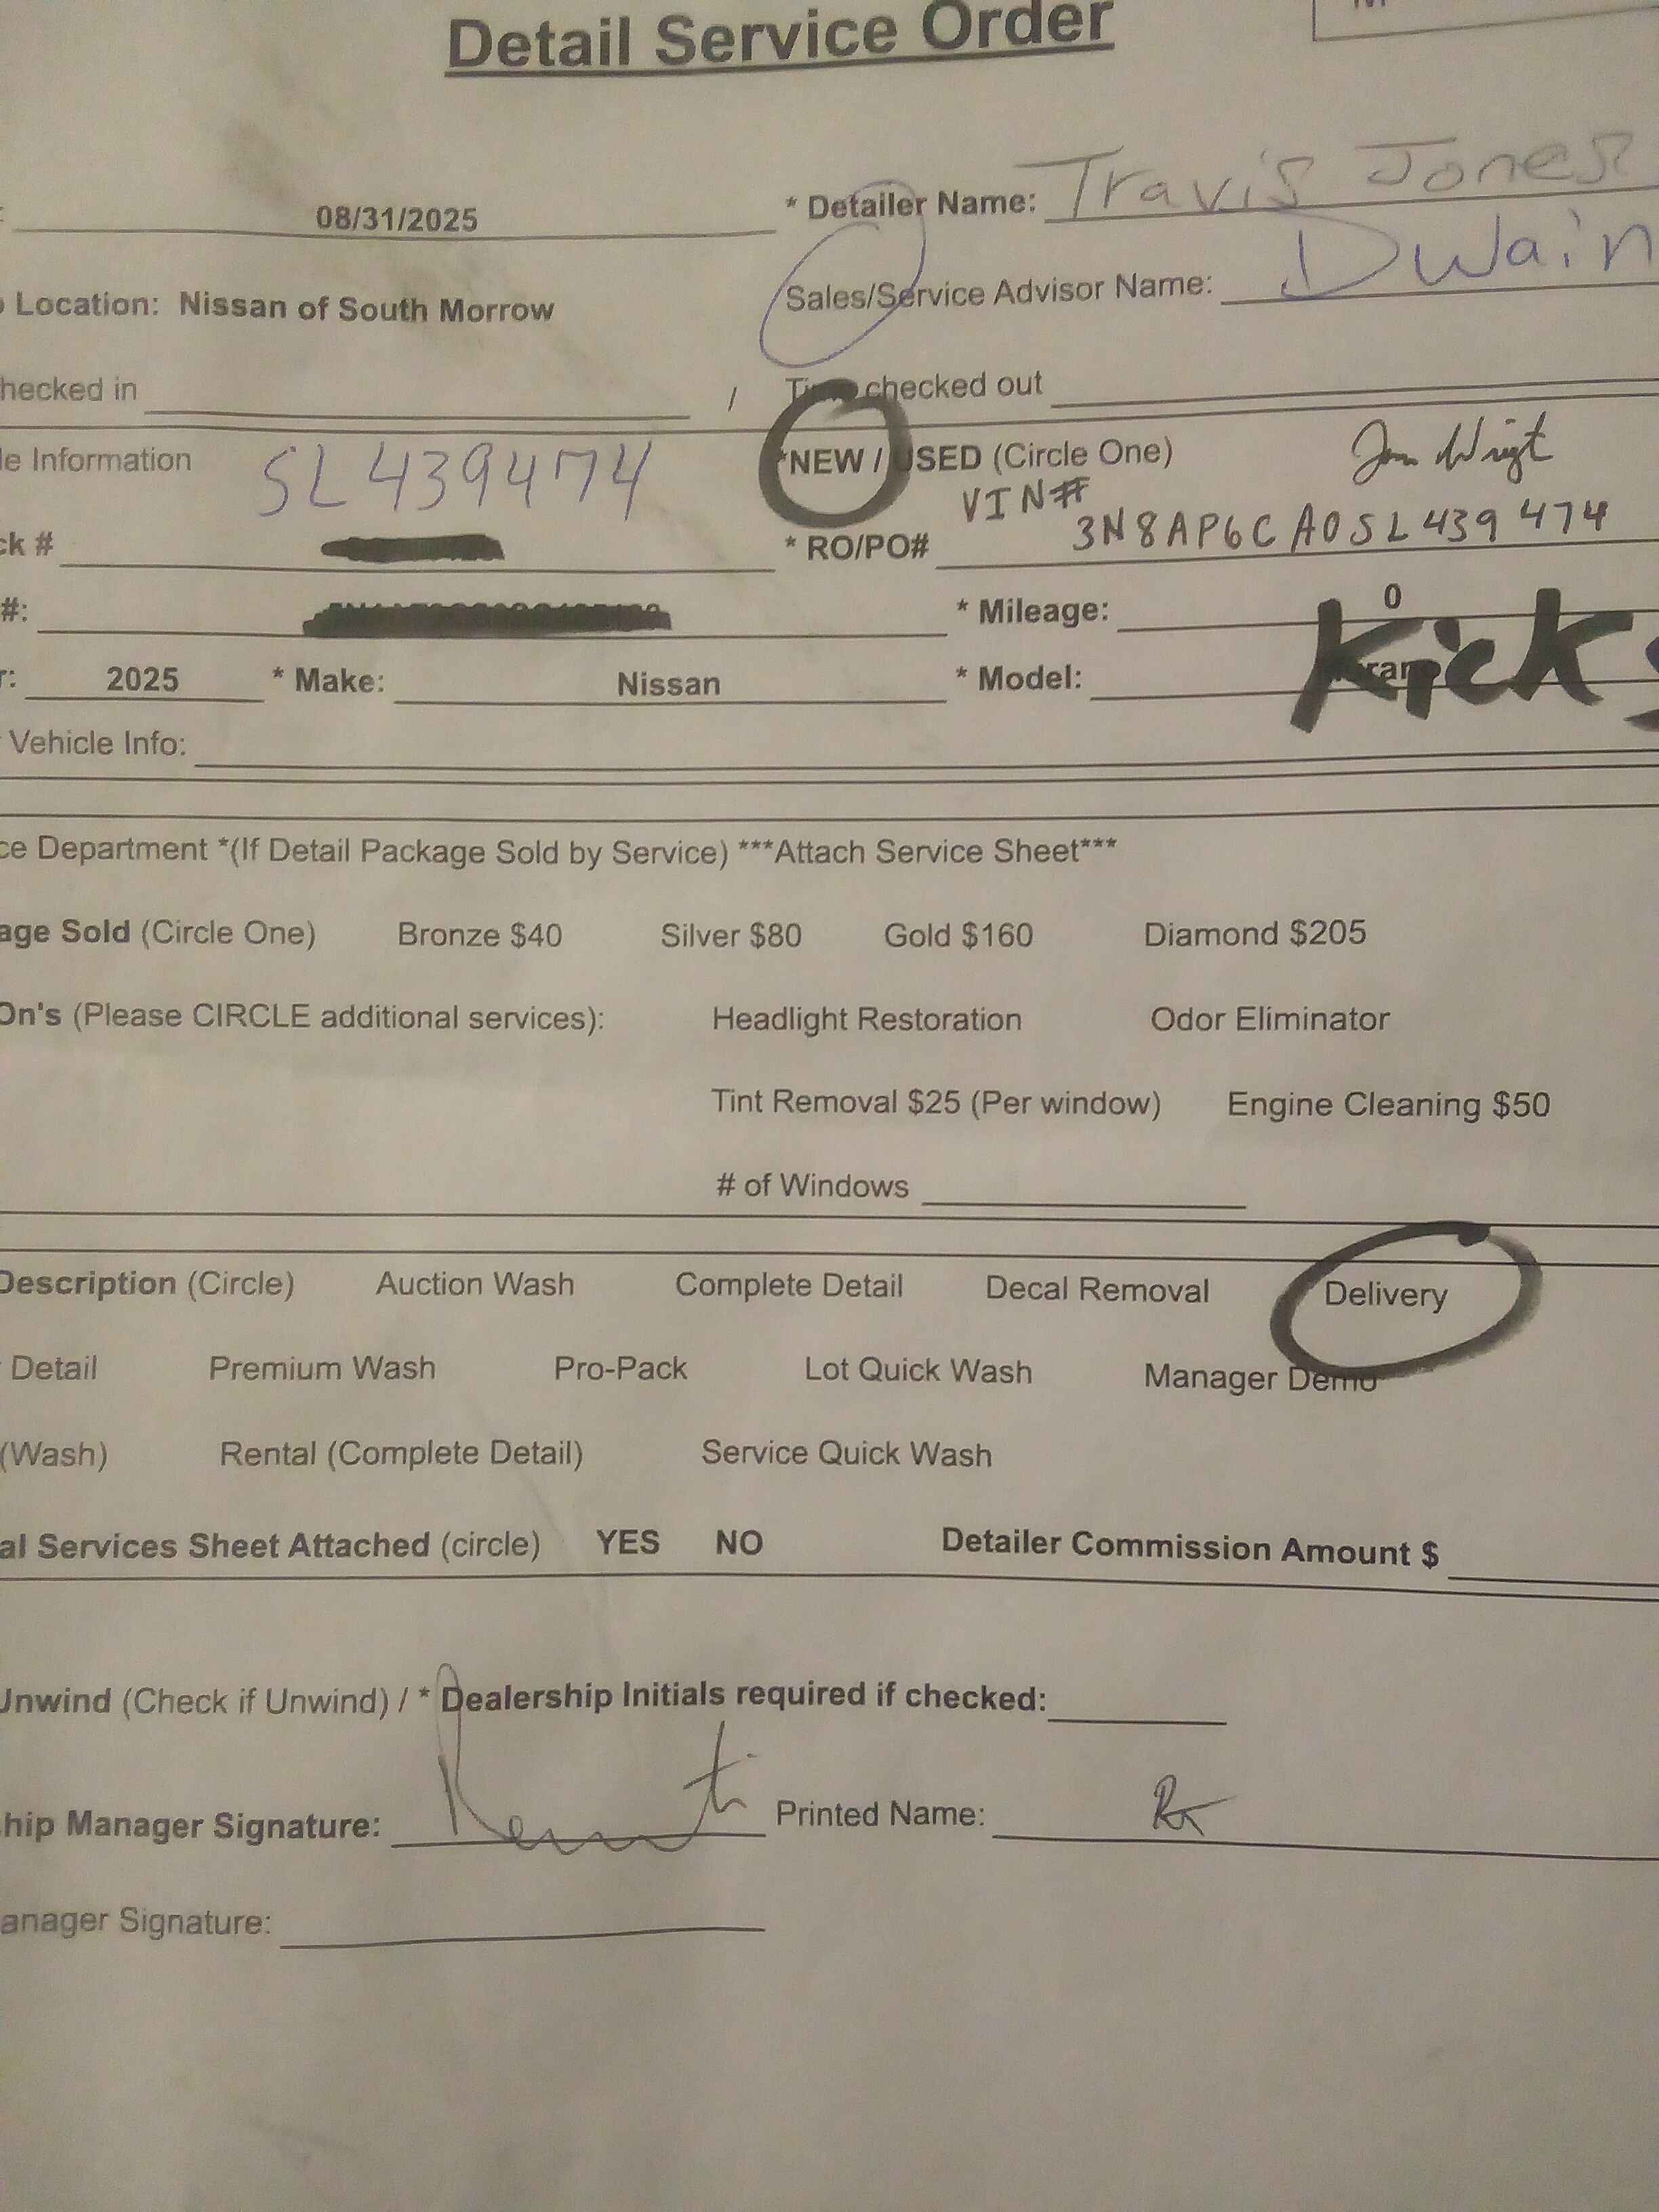 Detail Service Order
08/31/2025 * Detailer Name: Travis Jones
Location: Nissan of South Morrow Sales/Service Advisor Name: Dwain
hecked in / Time checked out
le Information SL439474 *NEW / USED (Circle One)
VIN#
ck # * RO/PO# 3N8AP6CA0SL439474
#: * Mileage: 0
r: 2025 * Make: Nissan * Model: Kicks
Vehicle Info:
ce Department *(If Detail Package Sold by Service) ***Attach Service Sheet***
age Sold (Circle One) Bronze $40 Silver $80 Gold $160 Diamond $205
On's (Please CIRCLE additional services): Headlight Restoration Odor Eliminator
Tint Removal $25 (Per window) Engine Cleaning $50
# of Windows
Description (Circle) Auction Wash Complete Detail Decal Removal Delivery
Detail Premium Wash Pro-Pack Lot Quick Wash Manager Demo
(Wash) Rental (Complete Detail) Service Quick Wash
al Services Sheet Attached (circle) YES NO Detailer Commission Amount $
Unwind (Check if Unwind) / * Dealership Initials required if checked:
hip Manager Signature: Printed Name:
anager Signature: